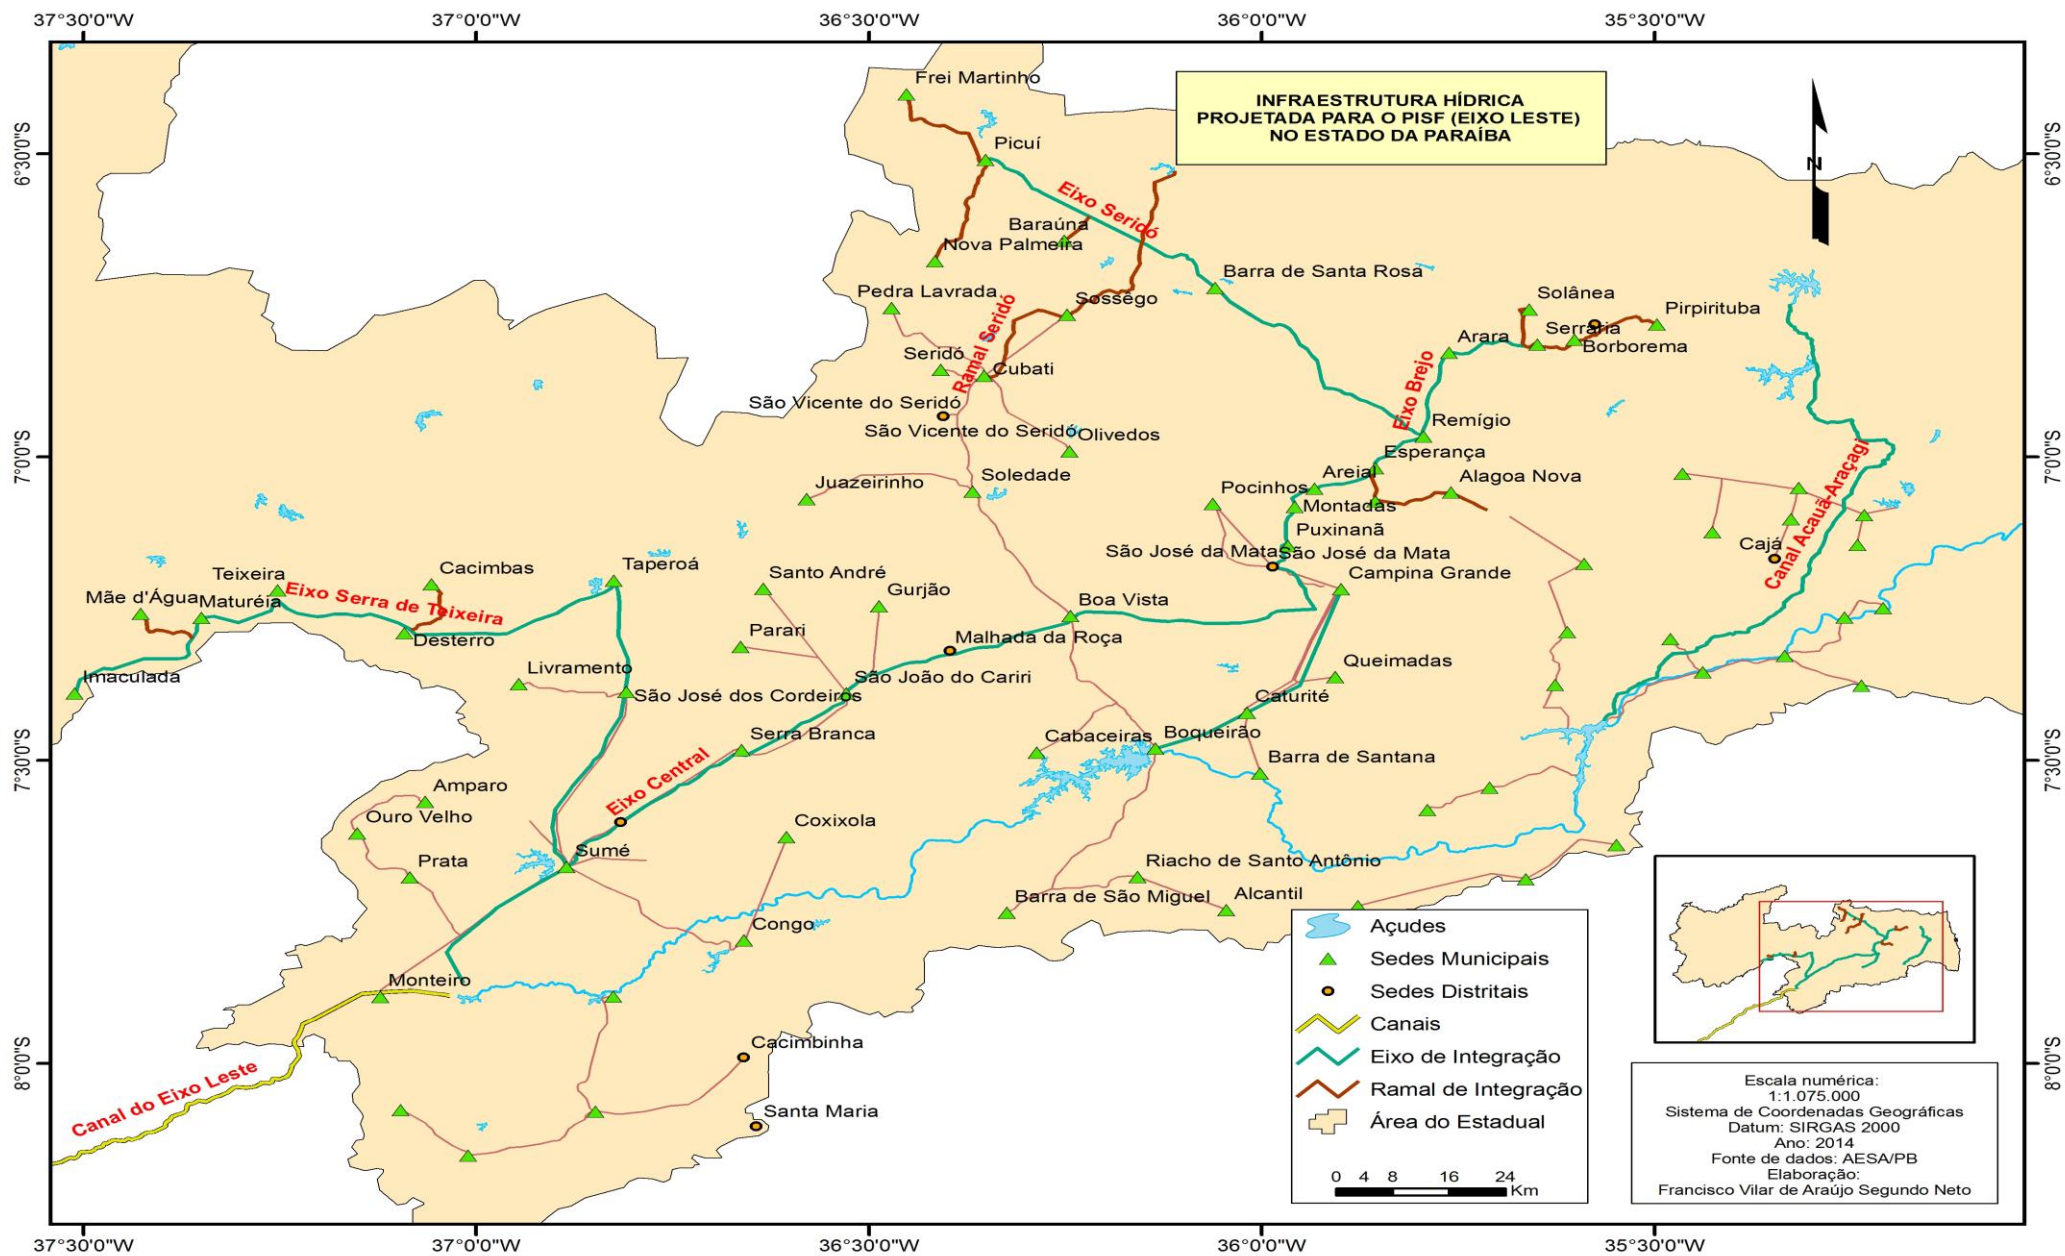 37°30'0"W
37°0'0"W
36°30'0"W
36°0'0"W
35°30'0"W
6°30'0"S
7°0'0"S
7°30'0"S
8°0'0"S
6°30'0"S
7°0'0"S
7°30'0"S
8°0'0"S
INFRAESTRUTURA HÍDRICA
PROJETADA PARA O PISF (EIXO LESTE)
NO ESTADO DA PARAÍBA
N
Frei Martinho
Picuí
Eixo Seridó
Baraúna
Nova Palmeira
Barra de Santa Rosa
Pedra Lavrada
Sossêgo
Ramal Seridó
Solânea
Pirpirituba
Serraria
Arara
Borborema
Seridó
Cubati
Eixo Brejo
São Vicente do Seridó
São Vicente do Seridó
Olivedos
Remígio
Esperança
Soledade
Juazeirinho
Areial
Alagoa Nova
Pocinhos
Montadas
Puxinanã
São José da Mata
São José da Mata
Cajá
Canal Acauã-Araçagi
Campina Grande
Taperoá
Cacimbas
Teixeira
Eixo Serra de Teixeira
Mãe d'Água
Maturéia
Desterro
Santo André
Gurjão
Boa Vista
Parari
Malhada da Roça
Imaculada
Livramento
São José dos Cordeiros
São João do Cariri
Queimadas
Caturité
Serra Branca
Cabaceiras
Boqueirão
Barra de Santana
Eixo Central
Amparo
Ouro Velho
Coxixola
Prata
Sumé
Riacho de Santo Antônio
Barra de São Miguel
Alcantil
Congo
Monteiro
Cacimbinha
Canal do Eixo Leste
Santa Maria
Açudes
Sedes Municipais
Sedes Distritais
Canais
Eixo de Integração
Ramal de Integração
Área do Estadual
0 4 8 16 24
Km
Escala numérica:
1:1.075.000
Sistema de Coordenadas Geográficas
Datum: SIRGAS 2000
Ano: 2014
Fonte de dados: AESA/PB
Elaboração:
Francisco Vilar de Araújo Segundo Neto
37°30'0"W
37°0'0"W
36°30'0"W
36°0'0"W
35°30'0"W